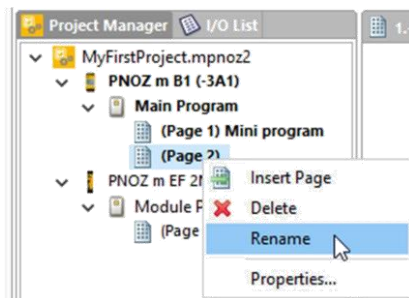 Project Manager I/O List 1.
MyFirstProject.mpnoz2
PNOZ m B1 (-3A1)
Main Program
(Page 1) Mini program
(Page 2)
PNOZ m EF 2M
Module P
(Page
Insert Page
Delete
Rename
Properties...